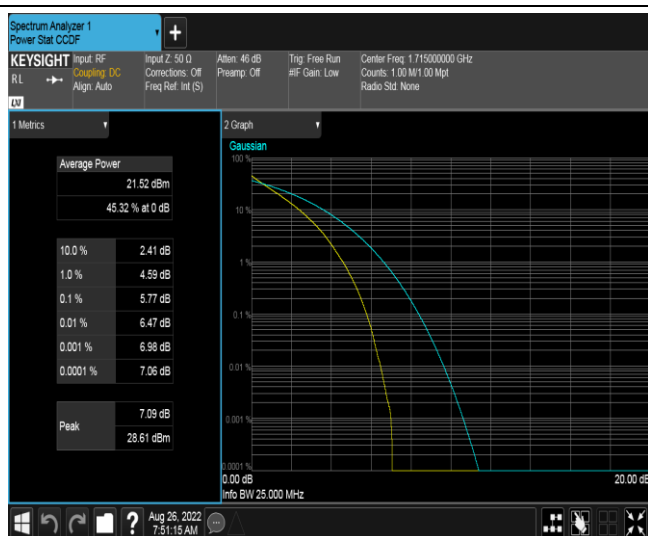 Spectrum Analyzer 1
Power Stat CCDF
+
KEYSIGHT
RL
LXI
Input: RF
Coupling: DC
Align: Auto
Input Z: 50 Ω
Corrections: Off
Freq Ref: Int (S)
Atten: 46 dB
Preamp: Off
Trig: Free Run
#IF Gain: Low
Center Freq: 1.715000000 GHz
Counts: 1.00 M/1.00 Mpt
Radio Std: None
1 Metrics
Average Power
21.52 dBm
45.32 % at 0 dB
10.0 % 2.41 dB
1.0 % 4.59 dB
0.1 % 5.77 dB
0.01 % 6.47 dB
0.001 % 6.98 dB
0.0001 % 7.06 dB
Peak
7.09 dB
28.61 dBm
2 Graph
Gaussian
100 %
10 %
1 %
0.1 %
0.01 %
0.001 %
0.0001 %
0.00 dB
20.00 dB
Info BW 25.000 MHz
?
Aug 26, 2022
7:51:15 AM